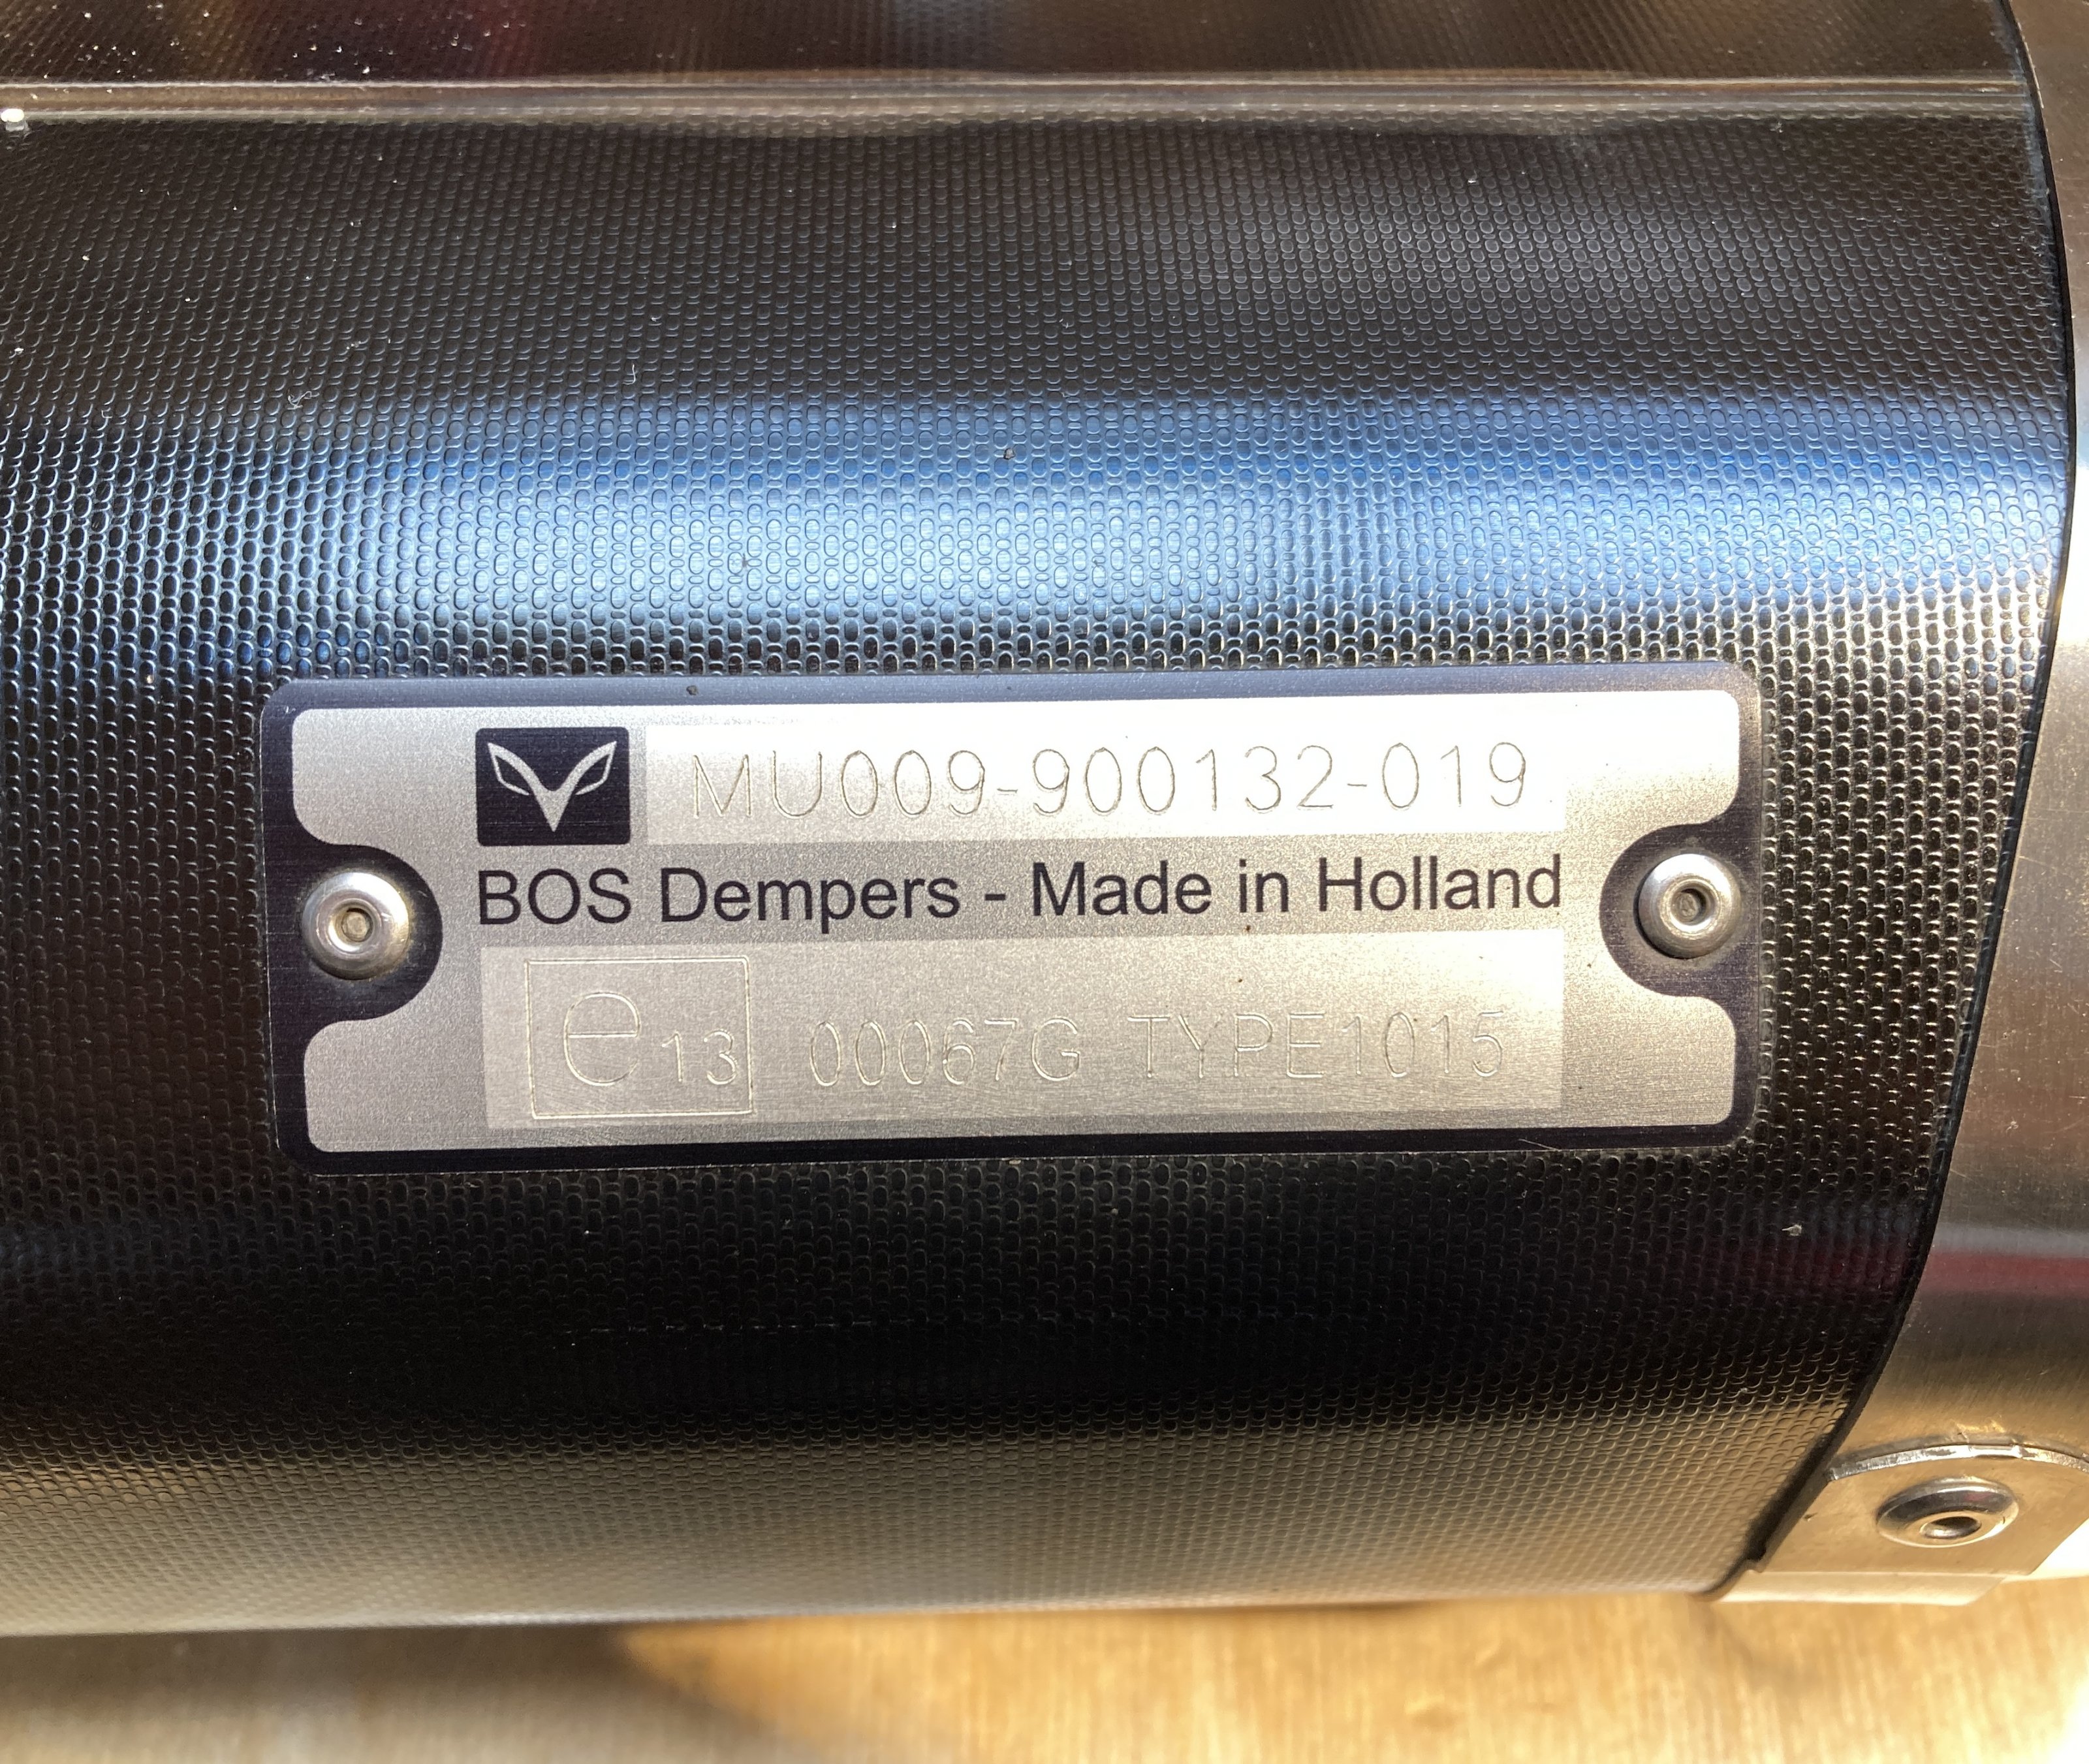 MU009-900132-019
BOS Dempers - Made in Holland
e13 00067G TYPE1015